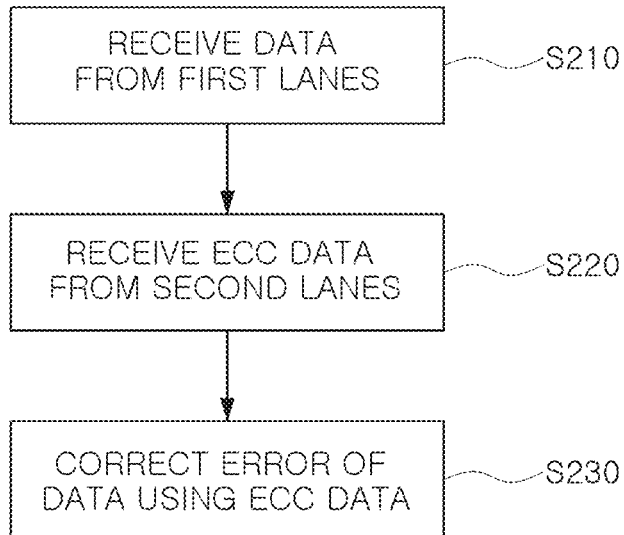 RECEIVE DATA
FROM FIRST LANES
S210
RECEIVE ECC DATA
FROM SECOND LANES
S220
CORRECT ERROR OF
DATA USING ECC DATA
S230